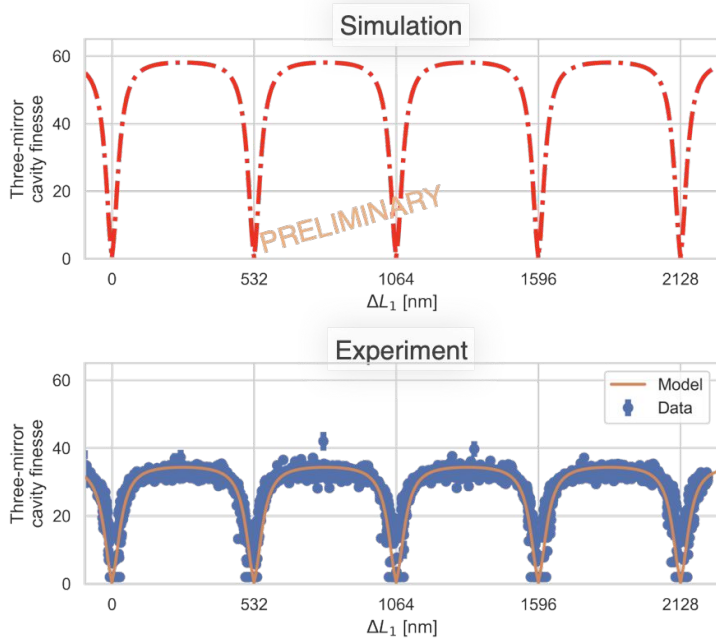 Simulation
60
40
20
0
Three-mirror
cavity finesse
PRELIMINARY
0 532 1064 1596 2128
ΔL₁ [nm]
Experiment
60
40
20
0
Three-mirror
cavity finesse
Model
Data
0 532 1064 1596 2128
ΔL₁ [nm]